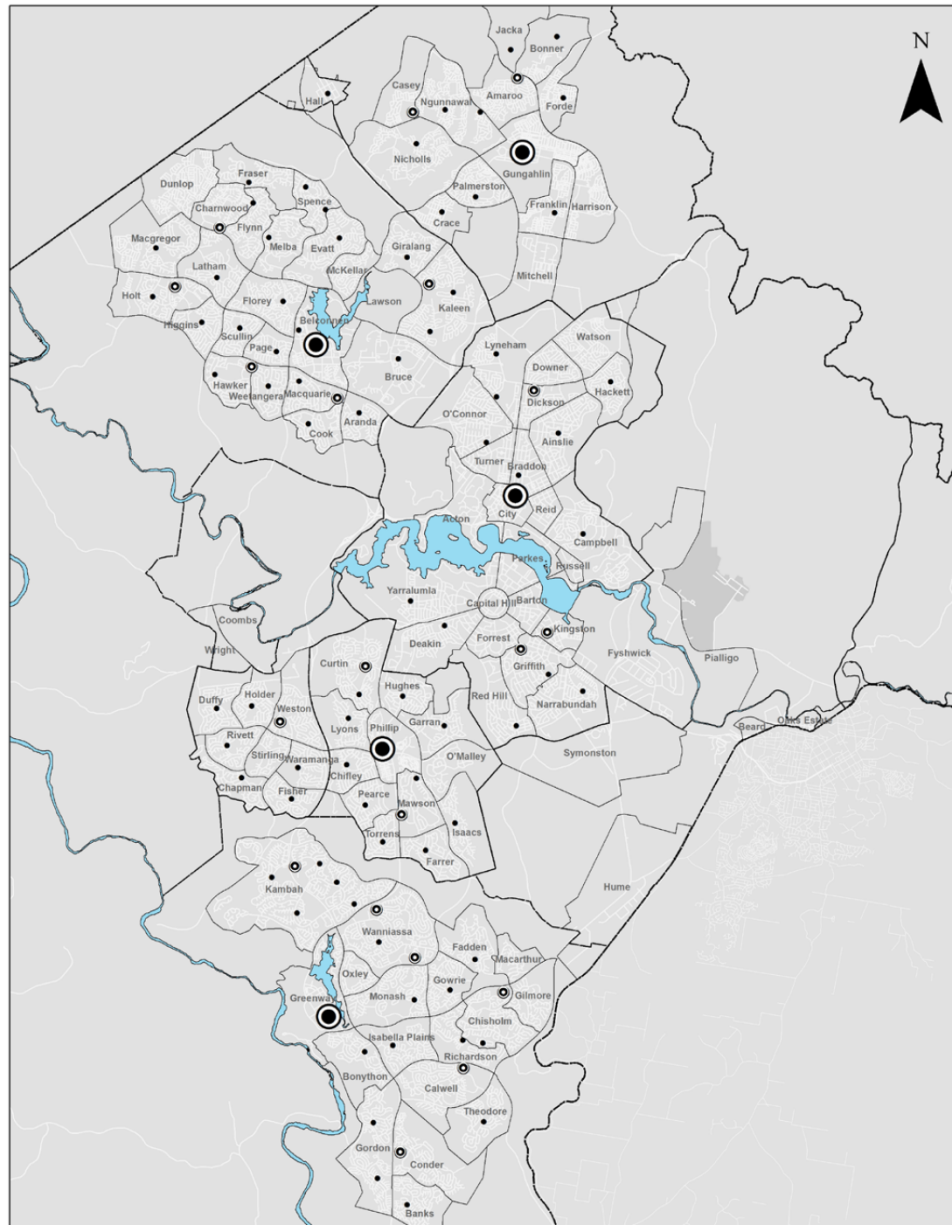 N
Jacka
Bonner
Casey
Ngunnawal
Amaroo
Forde
Hall
Nicholls
Gungahlin
Palmerston
Crace
Franklin
Harrison
Mitchell
Dunlop
Fraser
Charnwood
Spence
Flynn
Macgregor
Melba
Evatt
Giralang
Latham
McKellar
Holt
Florey
Lawson
Kaleen
Higgins
Belconnen
Scullin
Page
Bruce
Hawker
Weetangera
Macquarie
Cook
Aranda
Lyneham
Watson
Downer
Hackett
Dickson
O'Connor
Ainslie
Turner
Braddon
City
Reid
Acton
Campbell
Parkes
Russell
Yarralumla
Capital Hill
Barton
Kingston
Deakin
Forrest
Griffith
Fyshwick
Pialligo
Coombs
Wright
Curtin
Hughes
Red Hill
Narrabundah
Duffy
Holder
Weston
Lyons
Phillip
Garran
Beard
Oaks Estate
Rivett
Stirling
Waramanga
Chifley
O'Malley
Symonston
Chapman
Fisher
Pearce
Mawson
Torrens
Isaacs
Farrer
Kambah
Hume
Wanniassa
Fadden
Macarthur
Oxley
Gowrie
Greenway
Monash
Gilmore
Chisholm
Isabella Plains
Richardson
Bonython
Calwell
Theodore
Gordon
Conder
Banks